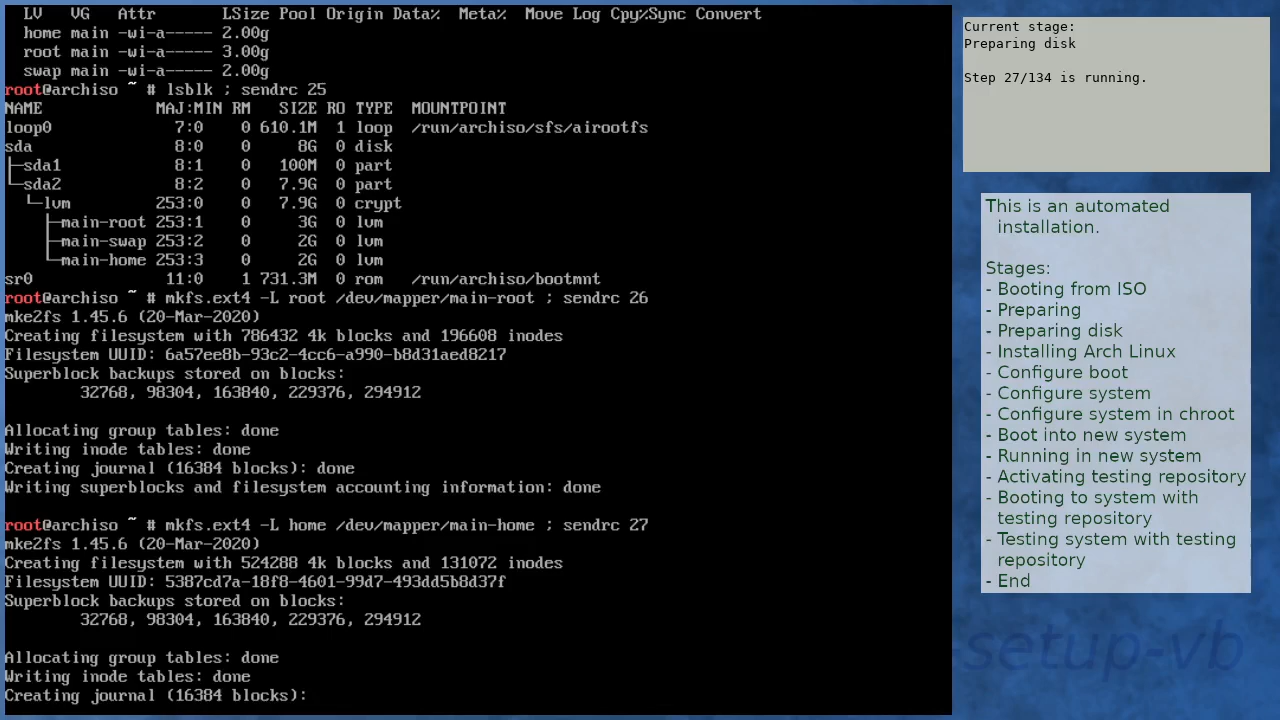 LV   VG   Attr       LSize Pool Origin Data%  Meta%  Move Log Cpy%Sync Convert
  home main -wi-a----- 2.00g
  root main -wi-a----- 3.00g
  swap main -wi-a----- 2.00g
root@archiso ~ # lsblk ; sendrc 25
NAME            MAJ:MIN RM   SIZE RO TYPE  MOUNTPOINT
loop0             7:0    0 610.1M  1 loop  /run/archiso/sfs/airootfs
sda               8:0    0     8G  0 disk
├─sda1            8:1    0   100M  0 part
└─sda2            8:2    0   7.9G  0 part
  └─lvm         253:0    0   7.9G  0 crypt
    ├─main-root 253:1    0     3G  0 lvm
    ├─main-swap 253:2    0     2G  0 lvm
    └─main-home 253:3    0     2G  0 lvm
sr0              11:0    1 731.3M  0 rom   /run/archiso/bootmnt
root@archiso ~ # mkfs.ext4 -L root /dev/mapper/main-root ; sendrc 26
mke2fs 1.45.6 (20-Mar-2020)
Creating filesystem with 786432 4k blocks and 196608 inodes
Filesystem UUID: 6a57ee8b-93c2-4cc6-a990-b8d31aed8217
Superblock backups stored on blocks:
        32768, 98304, 163840, 229376, 294912
Allocating group tables: done
Writing inode tables: done
Creating journal (16384 blocks): done
Writing superblocks and filesystem accounting information: done
root@archiso ~ # mkfs.ext4 -L home /dev/mapper/main-home ; sendrc 27
mke2fs 1.45.6 (20-Mar-2020)
Creating filesystem with 524288 4k blocks and 131072 inodes
Filesystem UUID: 5387cd7a-18f8-4601-99d7-493dd5b8d37f
Superblock backups stored on blocks:
        32768, 98304, 163840, 229376, 294912
Allocating group tables: done
Writing inode tables: done
Creating journal (16384 blocks):
Current stage:
Preparing disk
Step 27/134 is running.
This is an automated
installation.
Stages:
- Booting from ISO
- Preparing
- Preparing disk
- Installing Arch Linux
- Configure boot
- Configure system
- Configure system in chroot
- Boot into new system
- Running in new system
- Activating testing repository
- Booting to system with
testing repository
- Testing system with testing
repository
- End
-setup-vb